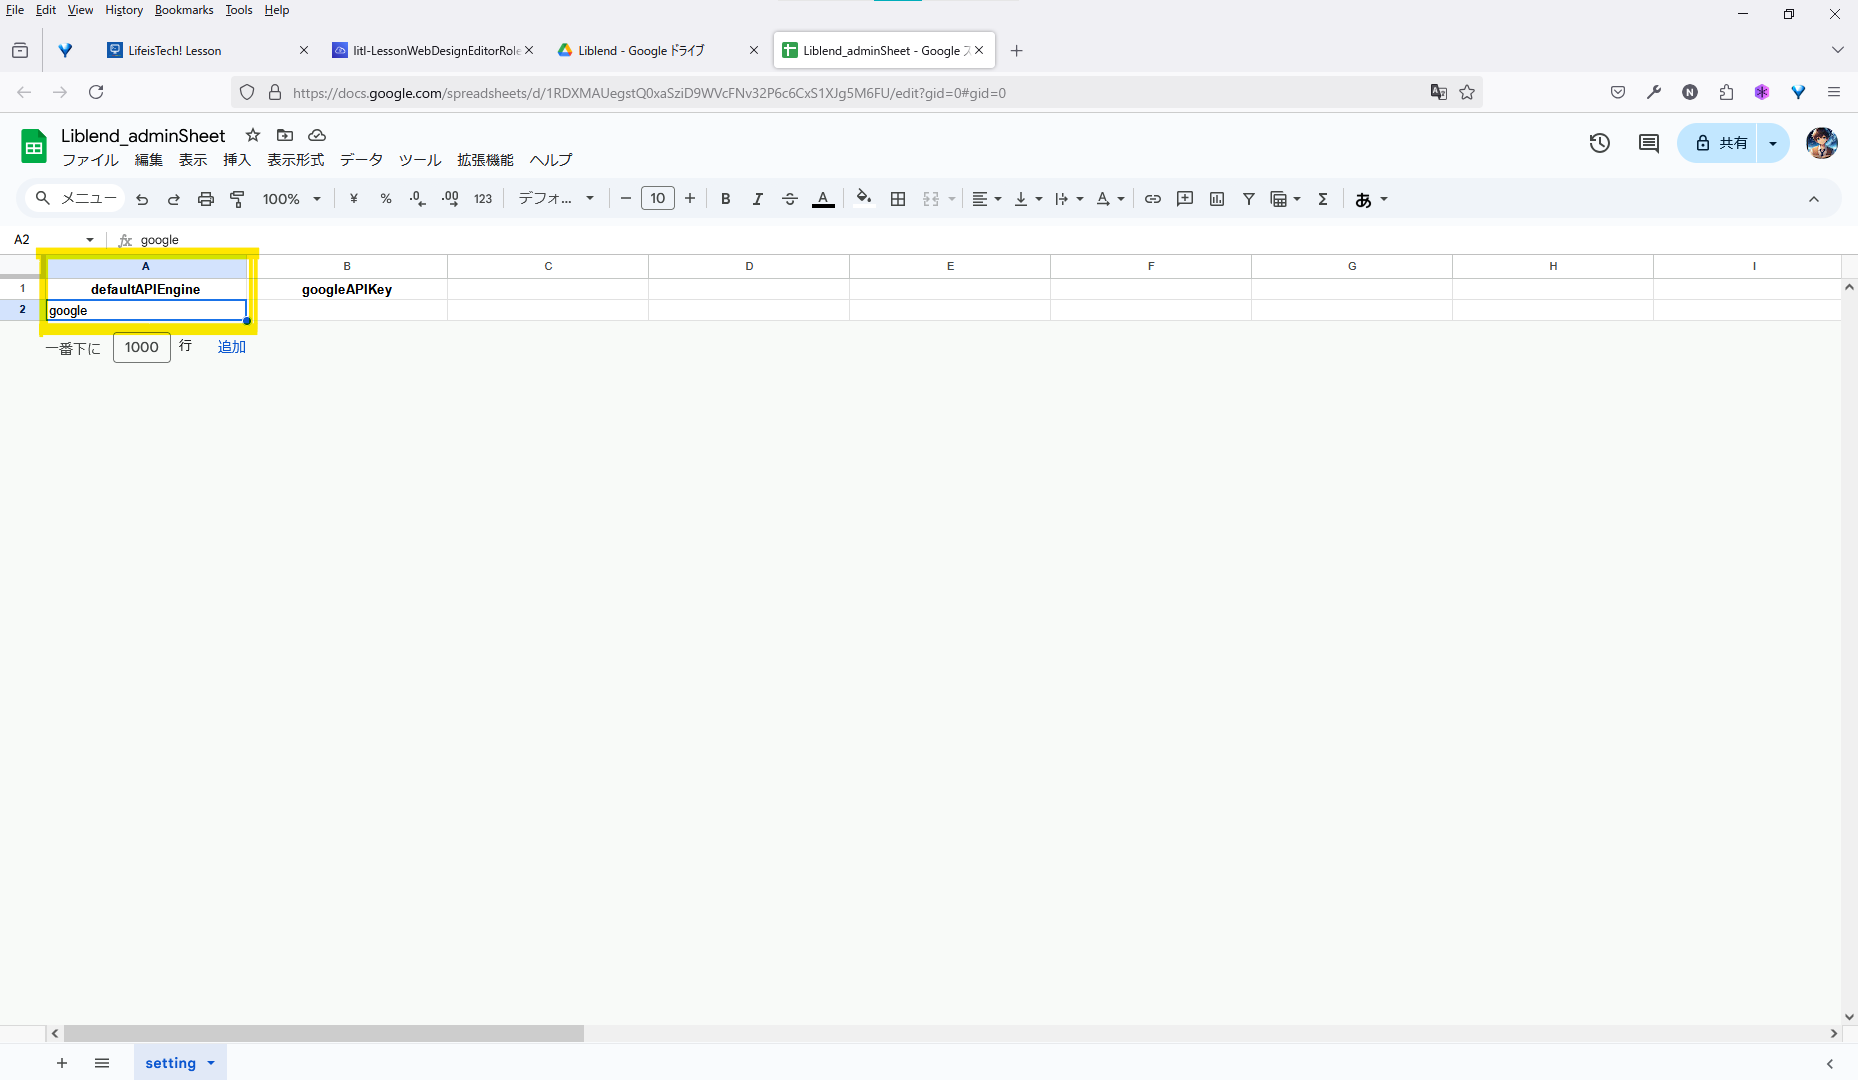 File Edit View History Bookmarks Tools Help
LifeisTech! Lesson
litl-LessonWebDesignEditorRole
Liblend - Google ドライブ
Liblend_adminSheet - Google ス
https://docs.google.com/spreadsheets/d/1RDXMAUegstQ0xaSziD9WVcFNv32P6c6CxS1XJg5M6FU/edit?gid=0#gid=0
Liblend_adminSheet
ファイル 編集 表示 挿入 表示形式 データ ツール 拡張機能 ヘルプ
共有
メニュー 100% ¥ % .0 .00 123 デフォ... 10 B I S A Σ あ
A2 fx google
A B C D E F G H I
1 defaultAPIEngine googleAPIKey
2 google
一番下に 1000 行 追加
setting